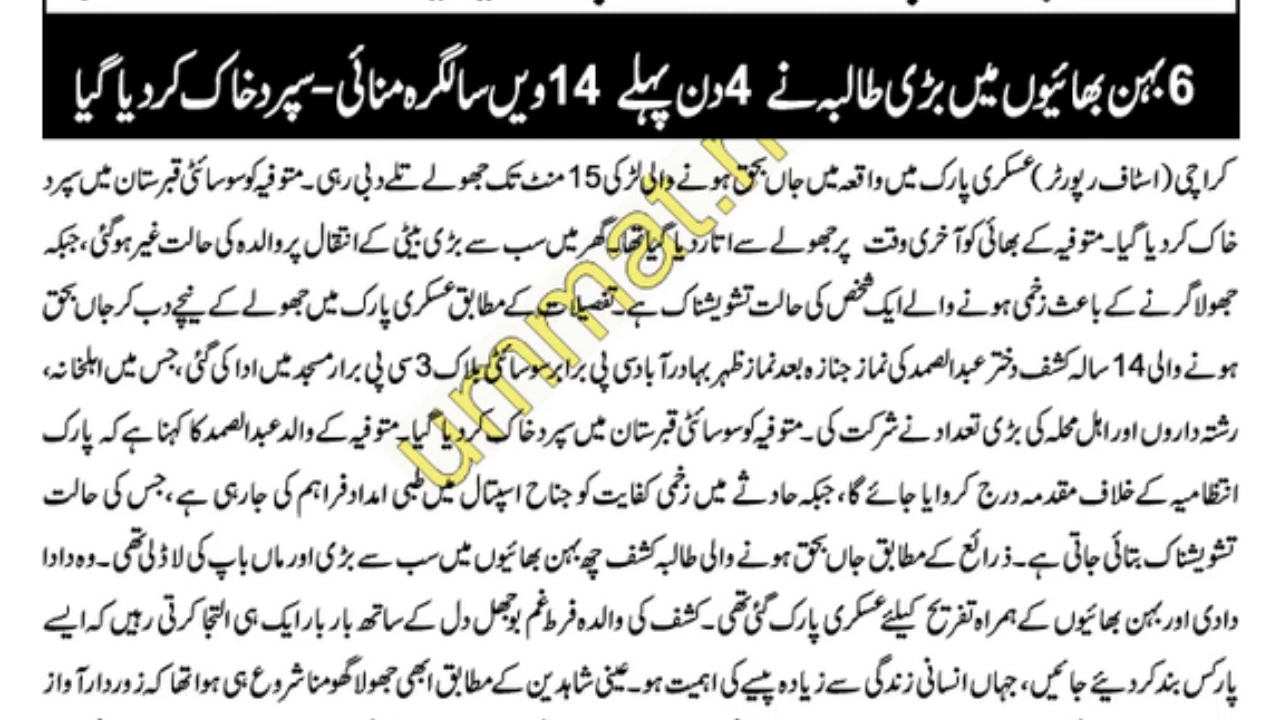 6 بہن بھائیوں میں بڑی طالبہ نے 4 دن پہلے 14 ویں سالگرہ منائی - سپرد خاک کر دیا گیا
کراچی (اسٹاف رپورٹر) عسکری پارک میں واقعہ میں جاں بحق ہونے والی لڑکی 15 منٹ تک جھولے تلے دبی رہی۔ متوفیہ کو سوسائٹی قبرستان میں سپرد
خاک کر دیا گیا۔ متوفیہ کے بھائی کو آخری وقت پر جھولے سے اتار دیا گیا تھا۔ گھر میں سب سے بڑی بیٹی کے انتقال پر والدہ کی حالت غیر ہوگئی، جبکہ
جھولا گرنے کے باعث زخمی ہونے والے ایک شخص کی حالت تشویشناک ہے۔ تفصیلات کے مطابق عسکری پارک میں جھولے کے نیچے دب کر جاں بحق
ہونے والی 14 سالہ کشف دختر عبدالصمد کی نماز جنازہ بعد نماز ظہر بہادر آباد سی پی برابر سوسائٹی بلاک 3 سی پی برار مسجد میں ادا کی گئی، جس میں اہلخانہ،
رشتہ داروں اور اہل محلہ کی بڑی تعداد نے شرکت کی۔ متوفیہ کو سوسائٹی قبرستان میں سپرد خاک کر دیا گیا۔ متوفیہ کے والد عبدالصمد کا کہنا ہے کہ پارک
انتظامیہ کے خلاف مقدمہ درج کروایا جائے گا، جبکہ حادثے میں زخمی کفایت کو جناح اسپتال میں طبی امداد فراہم کی جارہی ہے، جس کی حالت
تشویشناک بتائی جاتی ہے۔ ذرائع کے مطابق جاں بحق ہونے والی طالبہ کشف چھ بہن بھائیوں میں سب سے بڑی اور ماں باپ کی لاڈلی تھی۔ وہ دادا
دادی اور بہن بھائیوں کے ہمراہ تفریح کیلئے عسکری پارک گئی تھی۔ کشف کی والدہ فرط غم بوجھل دل کے ساتھ بار بار ایک ہی التجا کرتی رہیں کہ ایسے
پارکس بند کر دیئے جائیں، جہاں انسانی زندگی سے زیادہ پیسے کی اہمیت ہو۔ عینی شاہدین کے مطابق ابھی جھولا گھومنا شروع ہی ہوا تھا کہ زور دار آواز
ummat.n